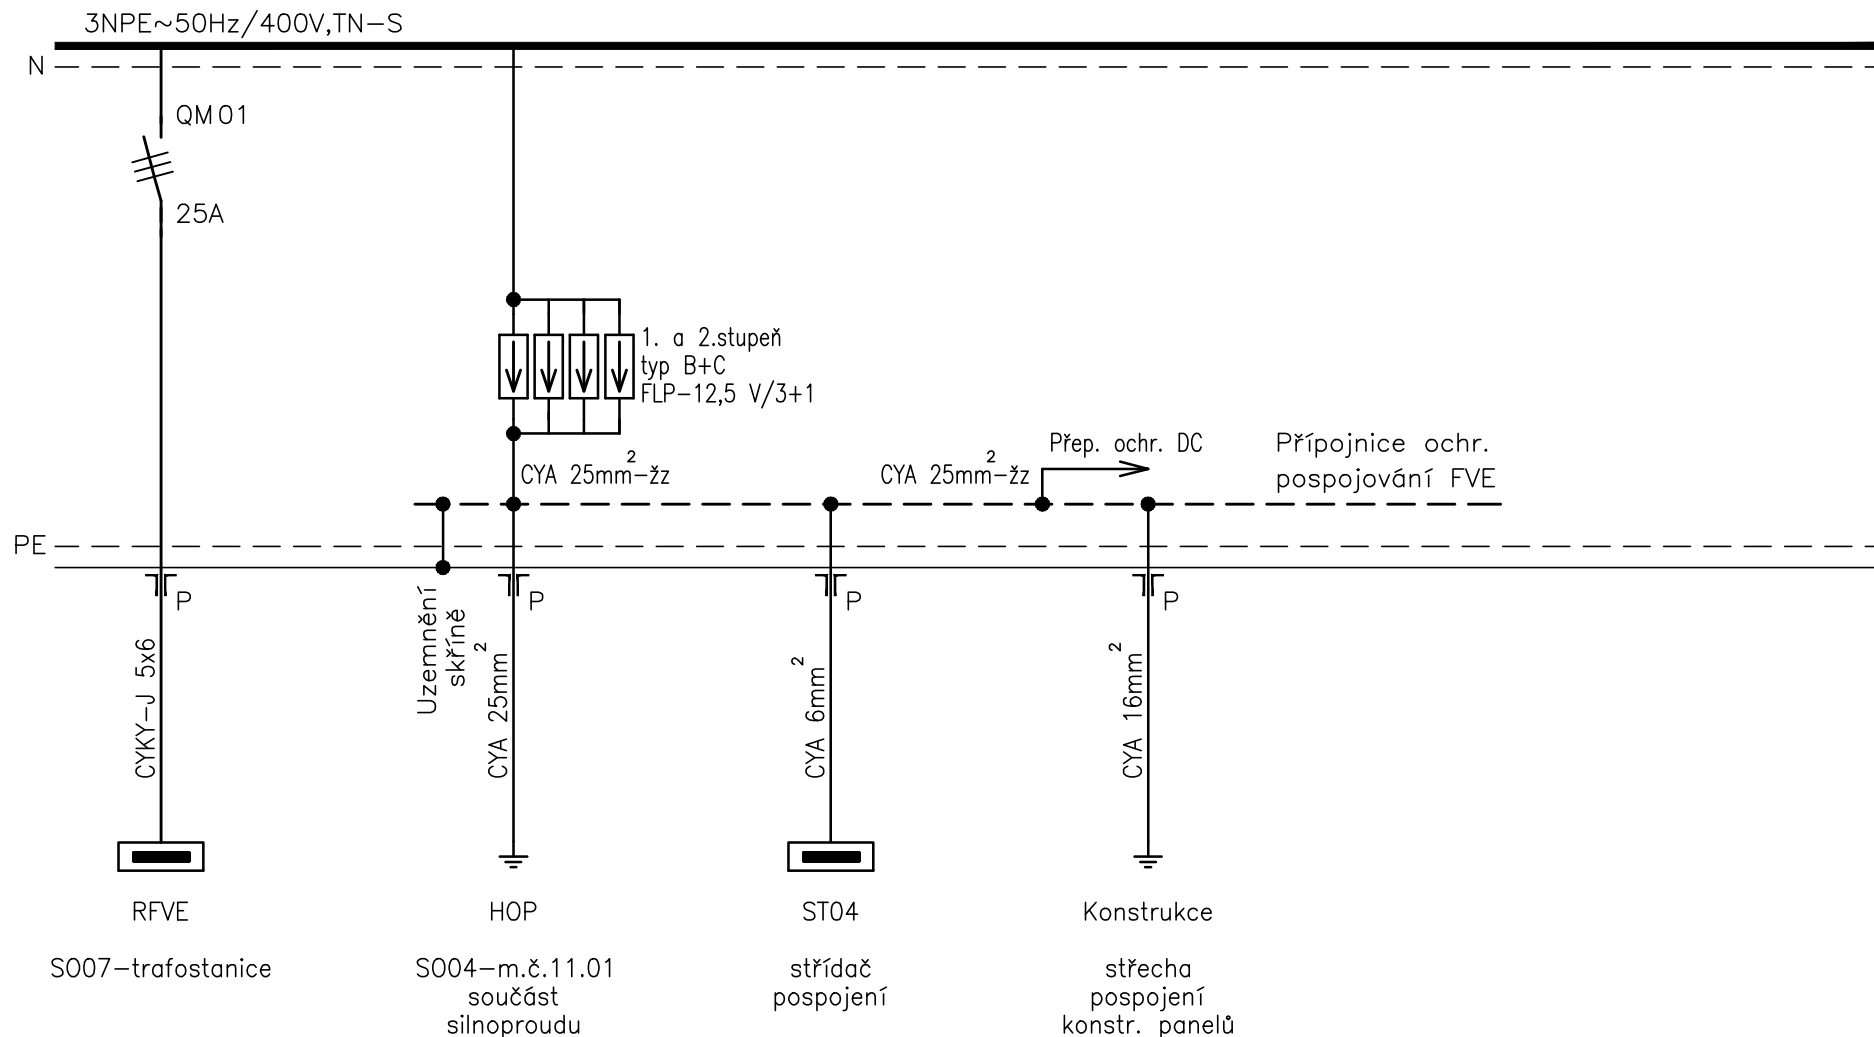 3NPE~50Hz/400V,TN-S
N
QM01
25A
1. a 2.stupeň
typ B+C
FLP-12,5 V/3+1
CYA 25mm²-žz
CYA 25mm²-žz
Přep. ochr. DC
Přípojnice ochr.
pospojování FVE
PE
P
P
P
P
CYKY-J 5x6
Uzemnění
skříně
CYA 25mm²
CYA 6mm²
CYA 16mm²
RFVE
HOP
ST04
Konstrukce
SO07-trafostanice
SO04-m.č.11.01
součást
silnoproudu
střídač
pospojení
střecha
pospojení
konstr. panelů